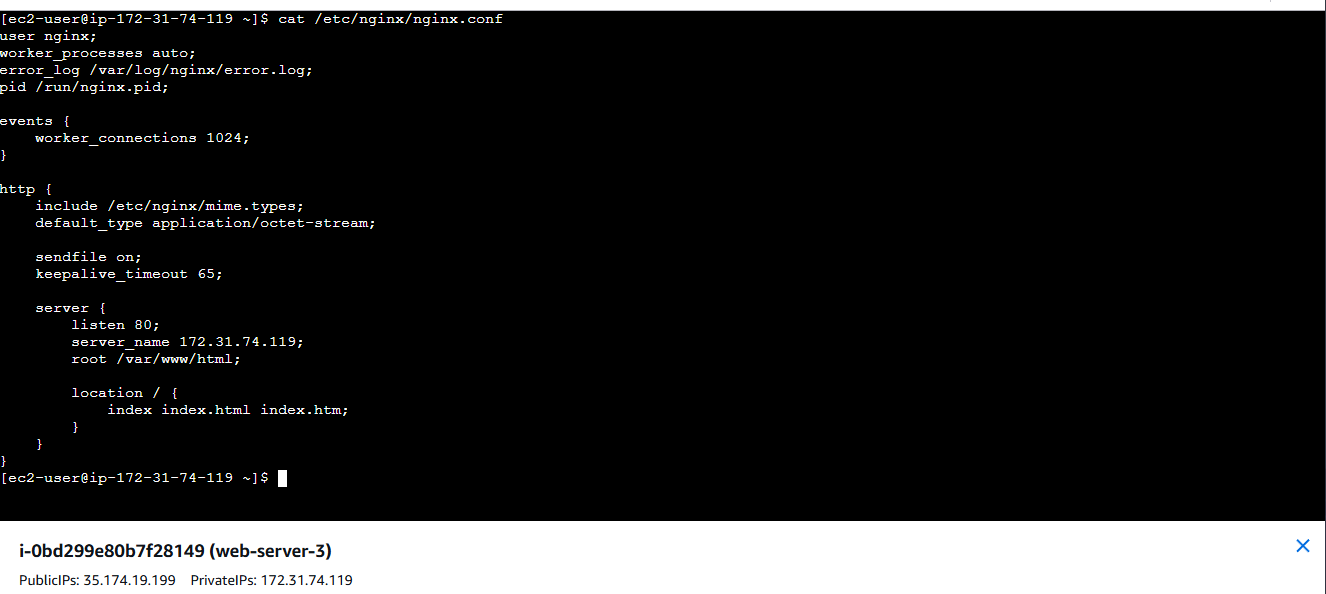 [ec2-user@ip-172-31-74-119 ~]$ cat /etc/nginx/nginx.conf
user nginx;
worker_processes auto;
error_log /var/log/nginx/error.log;
pid /run/nginx.pid;
events {
worker_connections 1024;
}
http {
include /etc/nginx/mime.types;
default_type application/octet-stream;
sendfile on;
keepalive_timeout 65;
server {
listen 80;
server_name 172.31.74.119;
root /var/www/html;
location / {
index index.html index.htm;
}
}
}
[ec2-user@ip-172-31-74-119 ~]$
i-0bd299e80b7f28149 (web-server-3)
PublicIPs: 35.174.19.199 PrivateIPs: 172.31.74.119